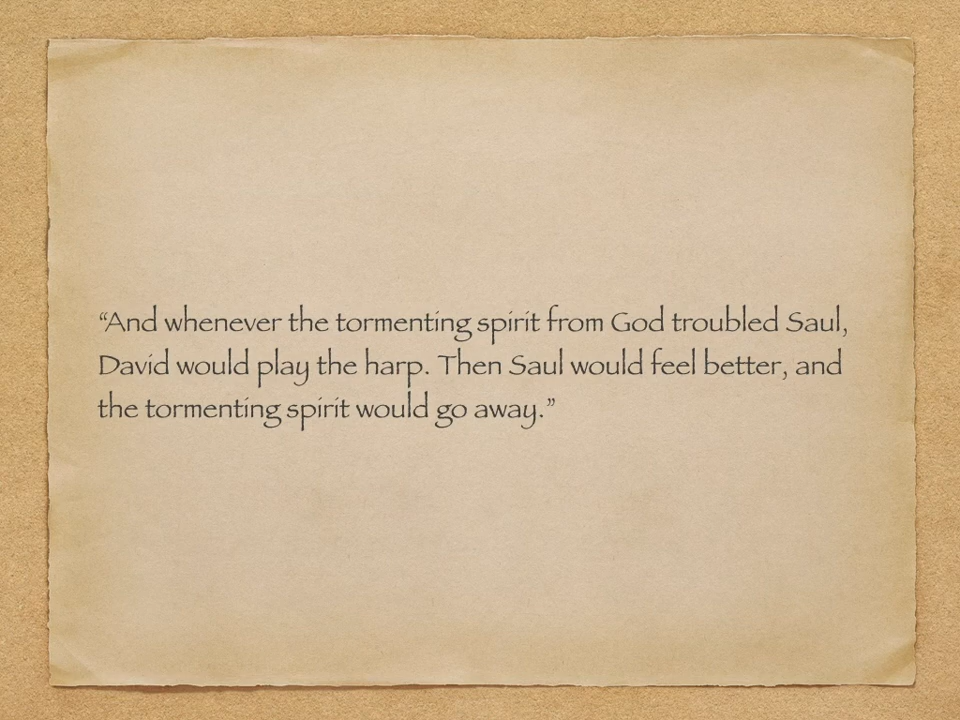 “And whenever the tormenting spirit from God troubled Saul,
David would play the harp. Then Saul would feel better, and
the tormenting spirit would go away.”